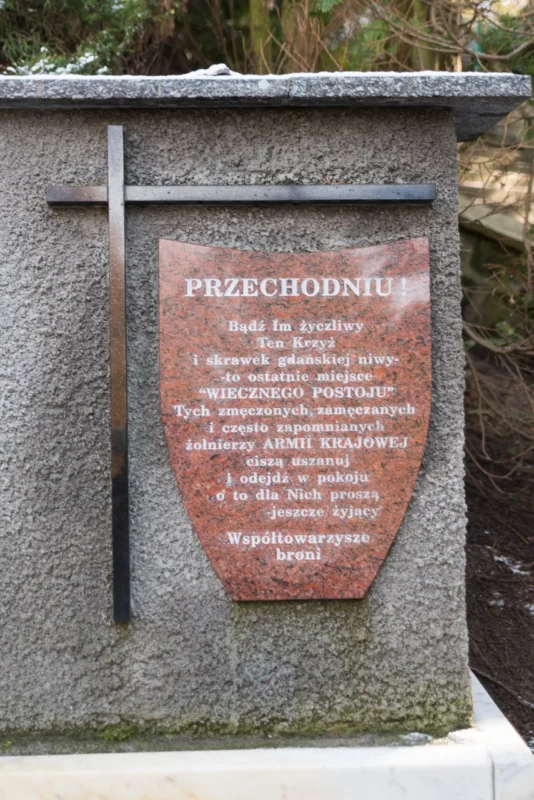 PRZECHODNIU!
Bądź Im życzliwy
Ten Krzyż
i skrawek gdańskiej niwy-
-to ostatnie miejsce
"WIECZNEGO POSTOJU"
Tych zmęczonych, zamęczanych
i często zapomnianych
żołnierzy ARMII KRAJOWEJ
ciszą uszanuj
i odejdź w pokoju
o to dla Nich proszą
-jeszcze żyjący
Współtowarzysze
broni